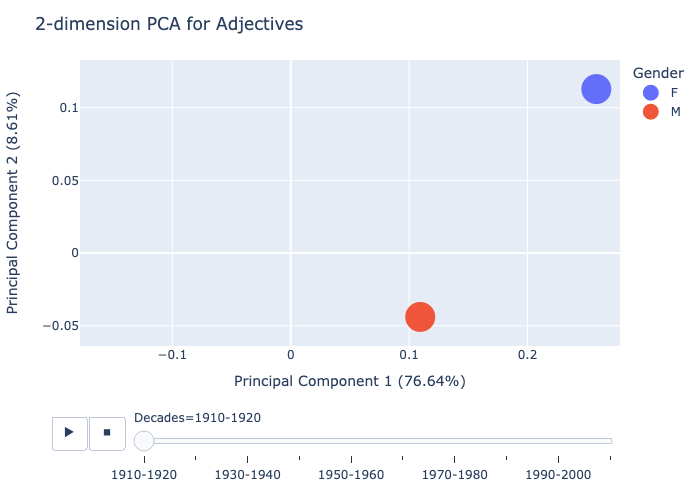 2-dimension PCA for Adjectives
Gender
F
M
Principal Component 2 (8.61%)
0.1
0.05
0
−0.05
−0.1
0
0.1
0.2
Principal Component 1 (76.64%)
Decades=1910-1920
1910-1920
1930-1940
1950-1960
1970-1980
1990-2000